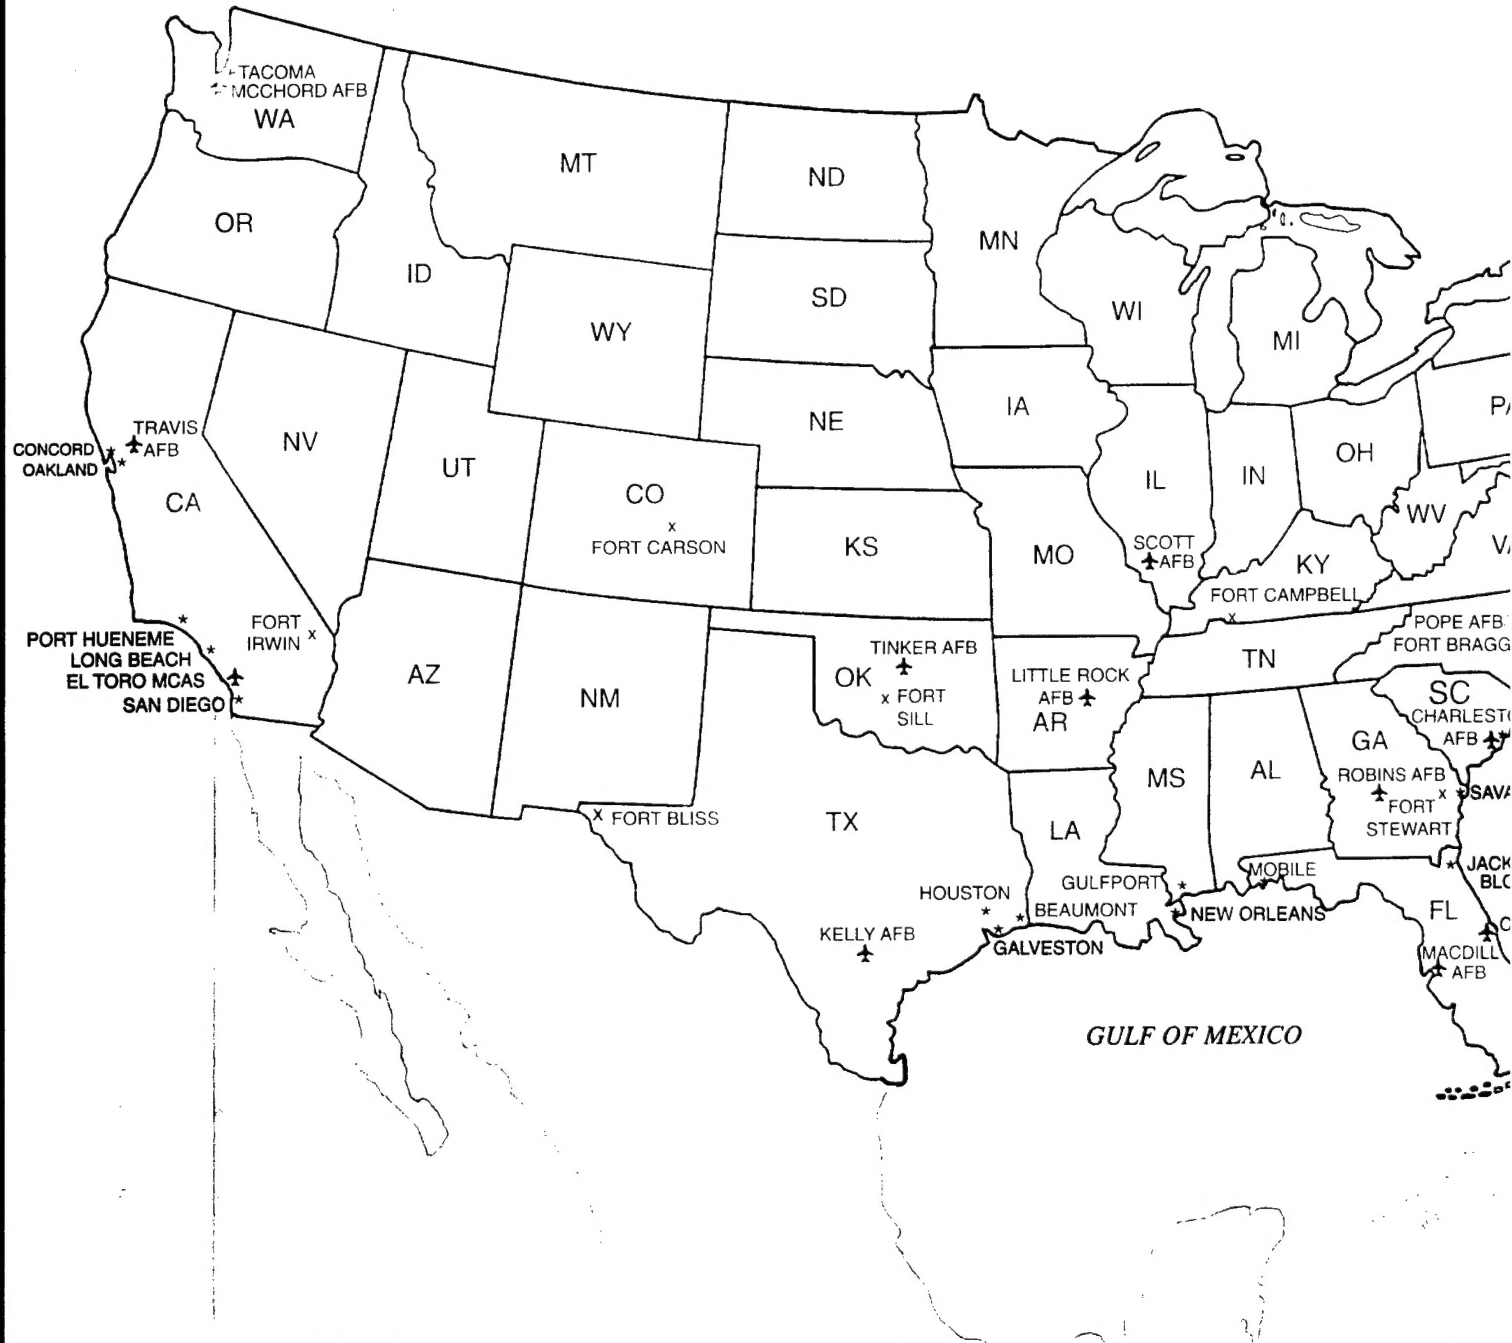 TACOMA
MCCHORD AFB
WA
MT
ND
MN
OR
ID
SD
WI
MI
WY
IA
NE
TRAVIS
AFB
CONCORD
OAKLAND
NV
UT
OH
CA
CO
FORT CARSON
KS
IL
IN
WV
MO
SCOTT
AFB
KY
FORT CAMPBELL
FORT
IRWIN
PORT HUENEME
LONG BEACH
EL TORO MCAS
SAN DIEGO
AZ
NM
TINKER AFB
OK
FORT
SILL
LITTLE ROCK
AFB
AR
TN
POPE AFB
FORT BRAGG
SC
AFB
GA
ROBINS AFB
FORT
STEWART
MS
AL
TX
LA
FORT BLISS
HOUSTON
GULFPORT
MOBILE
BEAUMONT
NEW ORLEANS
GALVESTON
KELLY AFB
FL
MACDILL
AFB
GULF OF MEXICO